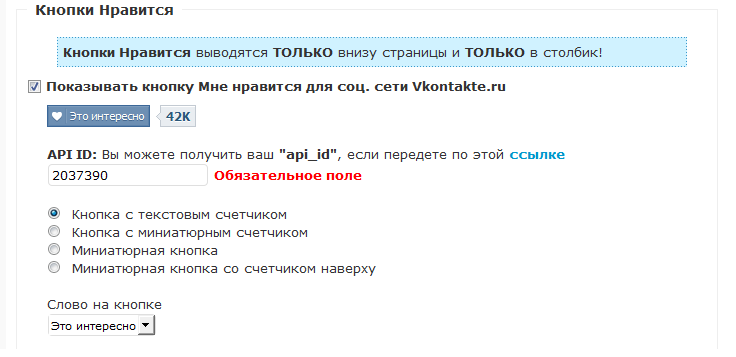 Кнопки Нравится
Кнопки Нравится выводятся ТОЛЬКО внизу страницы и ТОЛЬКО в столбик!
Показывать кнопку Мне нравится для соц. сети Vkontakte.ru
Это интересно 42K
API ID: Вы можете получить ваш "api_id", если передете по этой ссылке
2037390 Обязательное поле
Кнопка с текстовым счетчиком
Кнопка с миниатюрным счетчиком
Миниатюрная кнопка
Миниатюрная кнопка со счетчиком наверху
Слово на кнопке
Это интересно